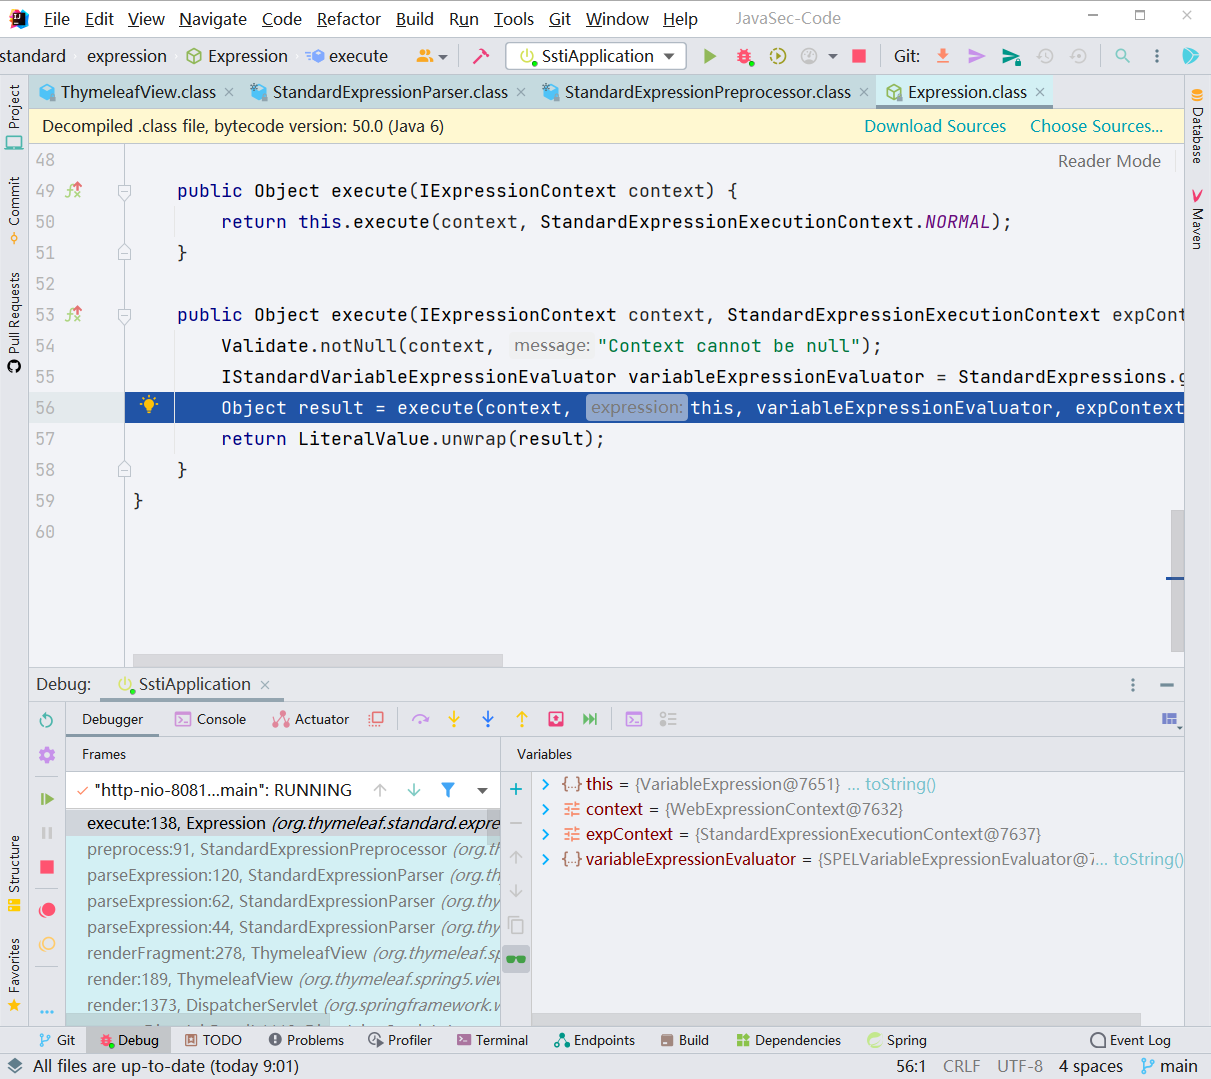 File Edit View Navigate Code Refactor Build Run Tools Git Window Help JavaSec-Code
standard expression Expression execute SstiApplication Git:
ThymeleafView.class StandardExpressionParser.class StandardExpressionPreprocessor.class Expression.class
Decompiled .class file, bytecode version: 50.0 (Java 6) Download Sources Choose Sources...
Reader Mode
48
49 public Object execute(IExpressionContext context) {
50 return this.execute(context, StandardExpressionExecutionContext.NORMAL);
51 }
52
53 public Object execute(IExpressionContext context, StandardExpressionExecutionContext expCont
54 Validate.notNull(context, message: "Context cannot be null");
55 IStandardVariableExpressionEvaluator variableExpressionEvaluator = StandardExpressions.g
56 Object result = execute(context, expression: this, variableExpressionEvaluator, expContext
57 return LiteralValue.unwrap(result);
58 }
59 }
60
Project
Commit
Pull Requests
Structure
Favorites
Database
Maven
Debug: SstiApplication
Debugger Console Actuator
Frames Variables
"http-nio-8081...main": RUNNING
execute:138, Expression (org.thymeleaf.standard.expre
preprocess:91, StandardExpressionPreprocessor (org.th
parseExpression:120, StandardExpressionParser (org.th
parseExpression:62, StandardExpressionParser (org.thy
parseExpression:44, StandardExpressionParser (org.thy
renderFragment:278, ThymeleafView (org.thymeleaf.sp
render:189, ThymeleafView (org.thymeleaf.spring5.viev
render:1373, DispatcherServlet (org.springframework.v
this = {VariableExpression@7651} ... toString()
context = {WebExpressionContext@7632}
expContext = {StandardExpressionExecutionContext@7637}
variableExpressionEvaluator = {SPELVariableExpressionEvaluator@7... toString()
Git Debug TODO Problems Profiler Terminal Endpoints Build Dependencies Spring Event Log
All files are up-to-date (today 9:01) 56:1 CRLF UTF-8 4 spaces main